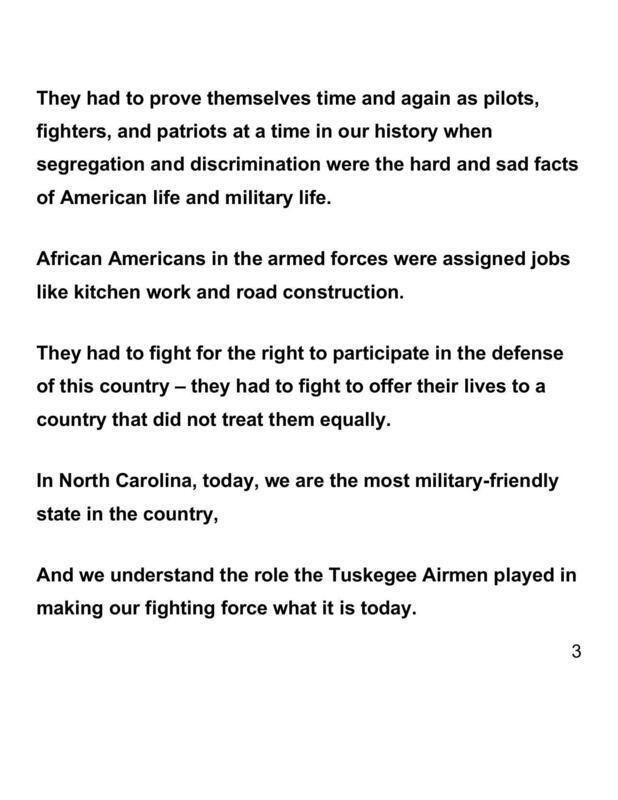 They had to prove themselves time and again as pilots,
fighters, and patriots at a time in our history when
segregation and discrimination were the hard and sad facts
of American life and military life.
African Americans in the armed forces were assigned jobs
like kitchen work and road construction.
They had to fight for the right to participate in the defense
of this country – they had to fight to offer their lives to a
country that did not treat them equally.
In North Carolina, today, we are the most military-friendly
state in the country,
And we understand the role the Tuskegee Airmen played in
making our fighting force what it is today.
3